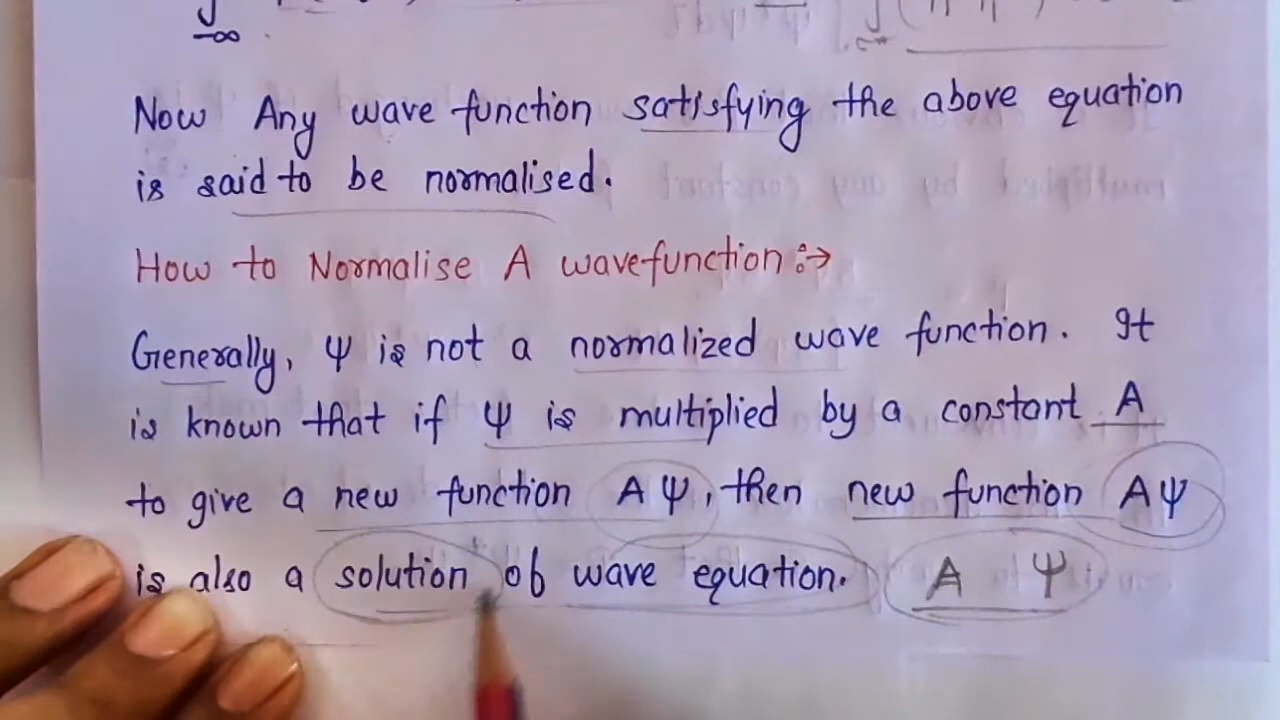 -∞
Now Any wave function satisfying the above equation
is said to be normalised.
How to Normalise A wavefunction:→
Generally, Ψ is not a normalized wave function. It
is known that if Ψ is multiplied by a constant A
to give a new function AΨ, then new function AΨ
is also a solution of wave equation. A Ψ